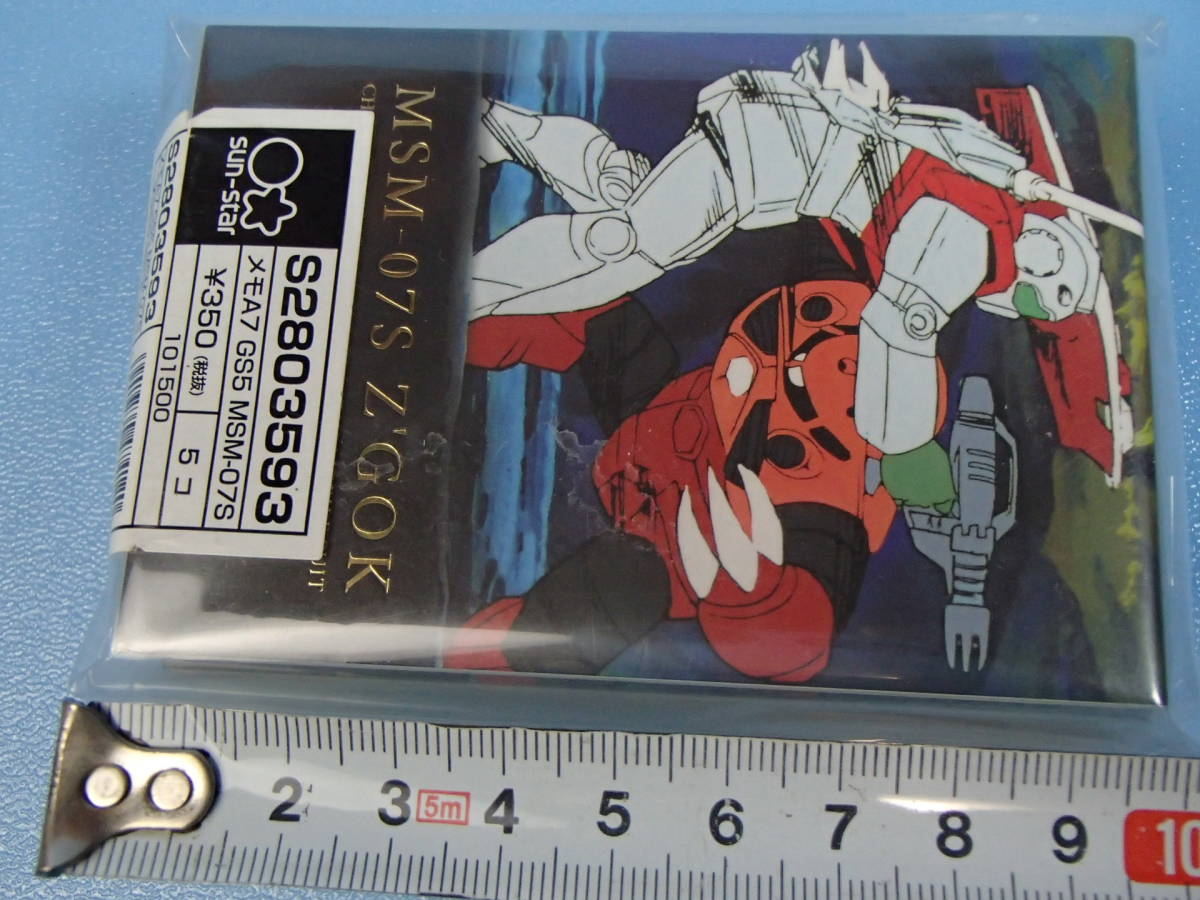 MSM-07S Z'GOK
sun-star
S2803593
メモA7 GS5 MSM-07S
¥350 (税抜)
5コ
101500
S2803593
2 3 5m 4 5 6 7 8 9 10